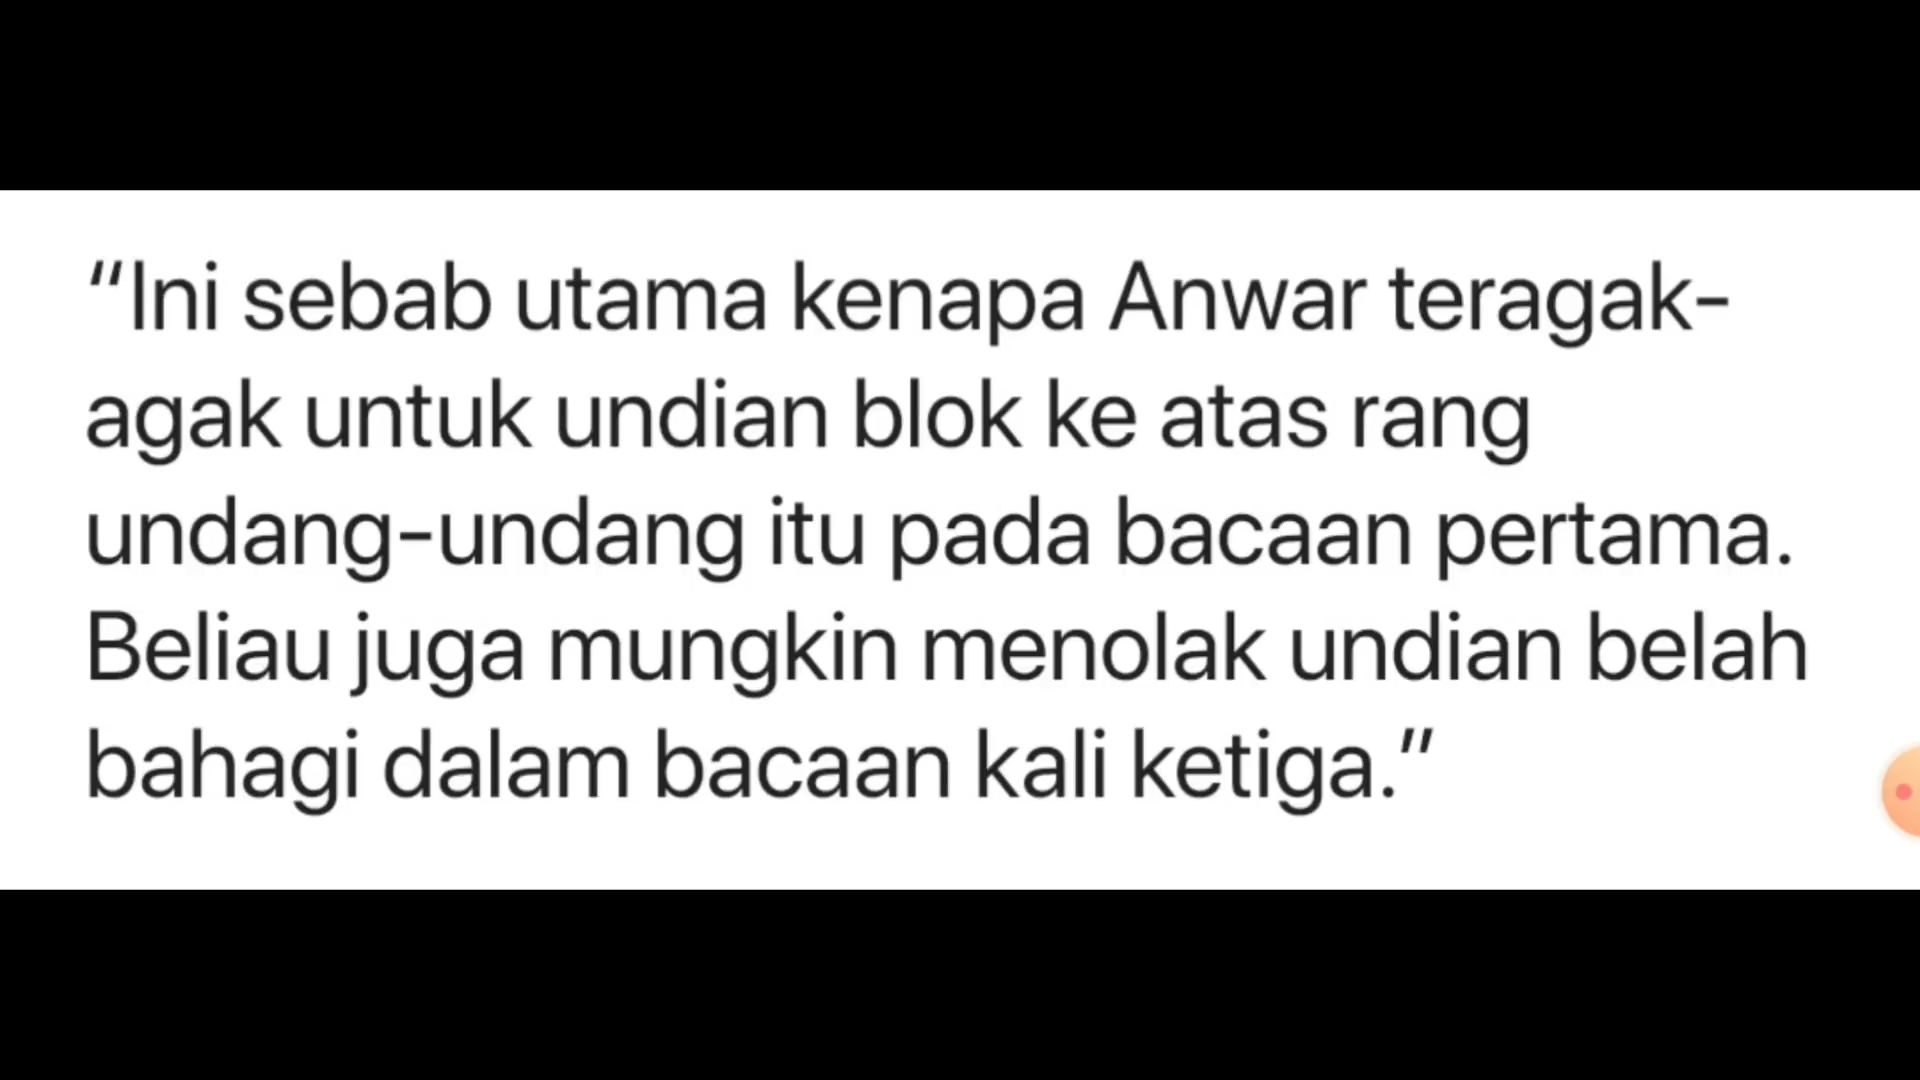 “Ini sebab utama kenapa Anwar teragak-
agak untuk undian blok ke atas rang
undang-undang itu pada bacaan pertama.
Beliau juga mungkin menolak undian belah
bahagi dalam bacaan kali ketiga.”